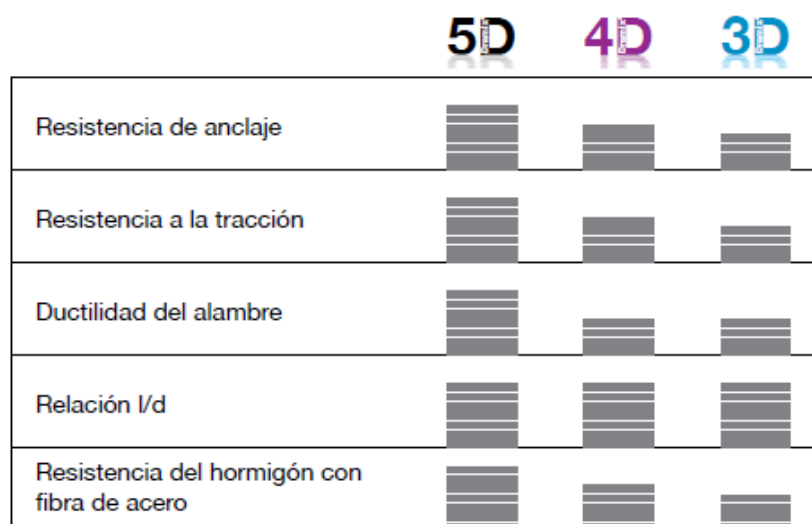 5D 4D 3D
Resistencia de anclaje
Resistencia a la tracción
Ductilidad del alambre
Relación l/d
Resistencia del hormigón con
fibra de acero